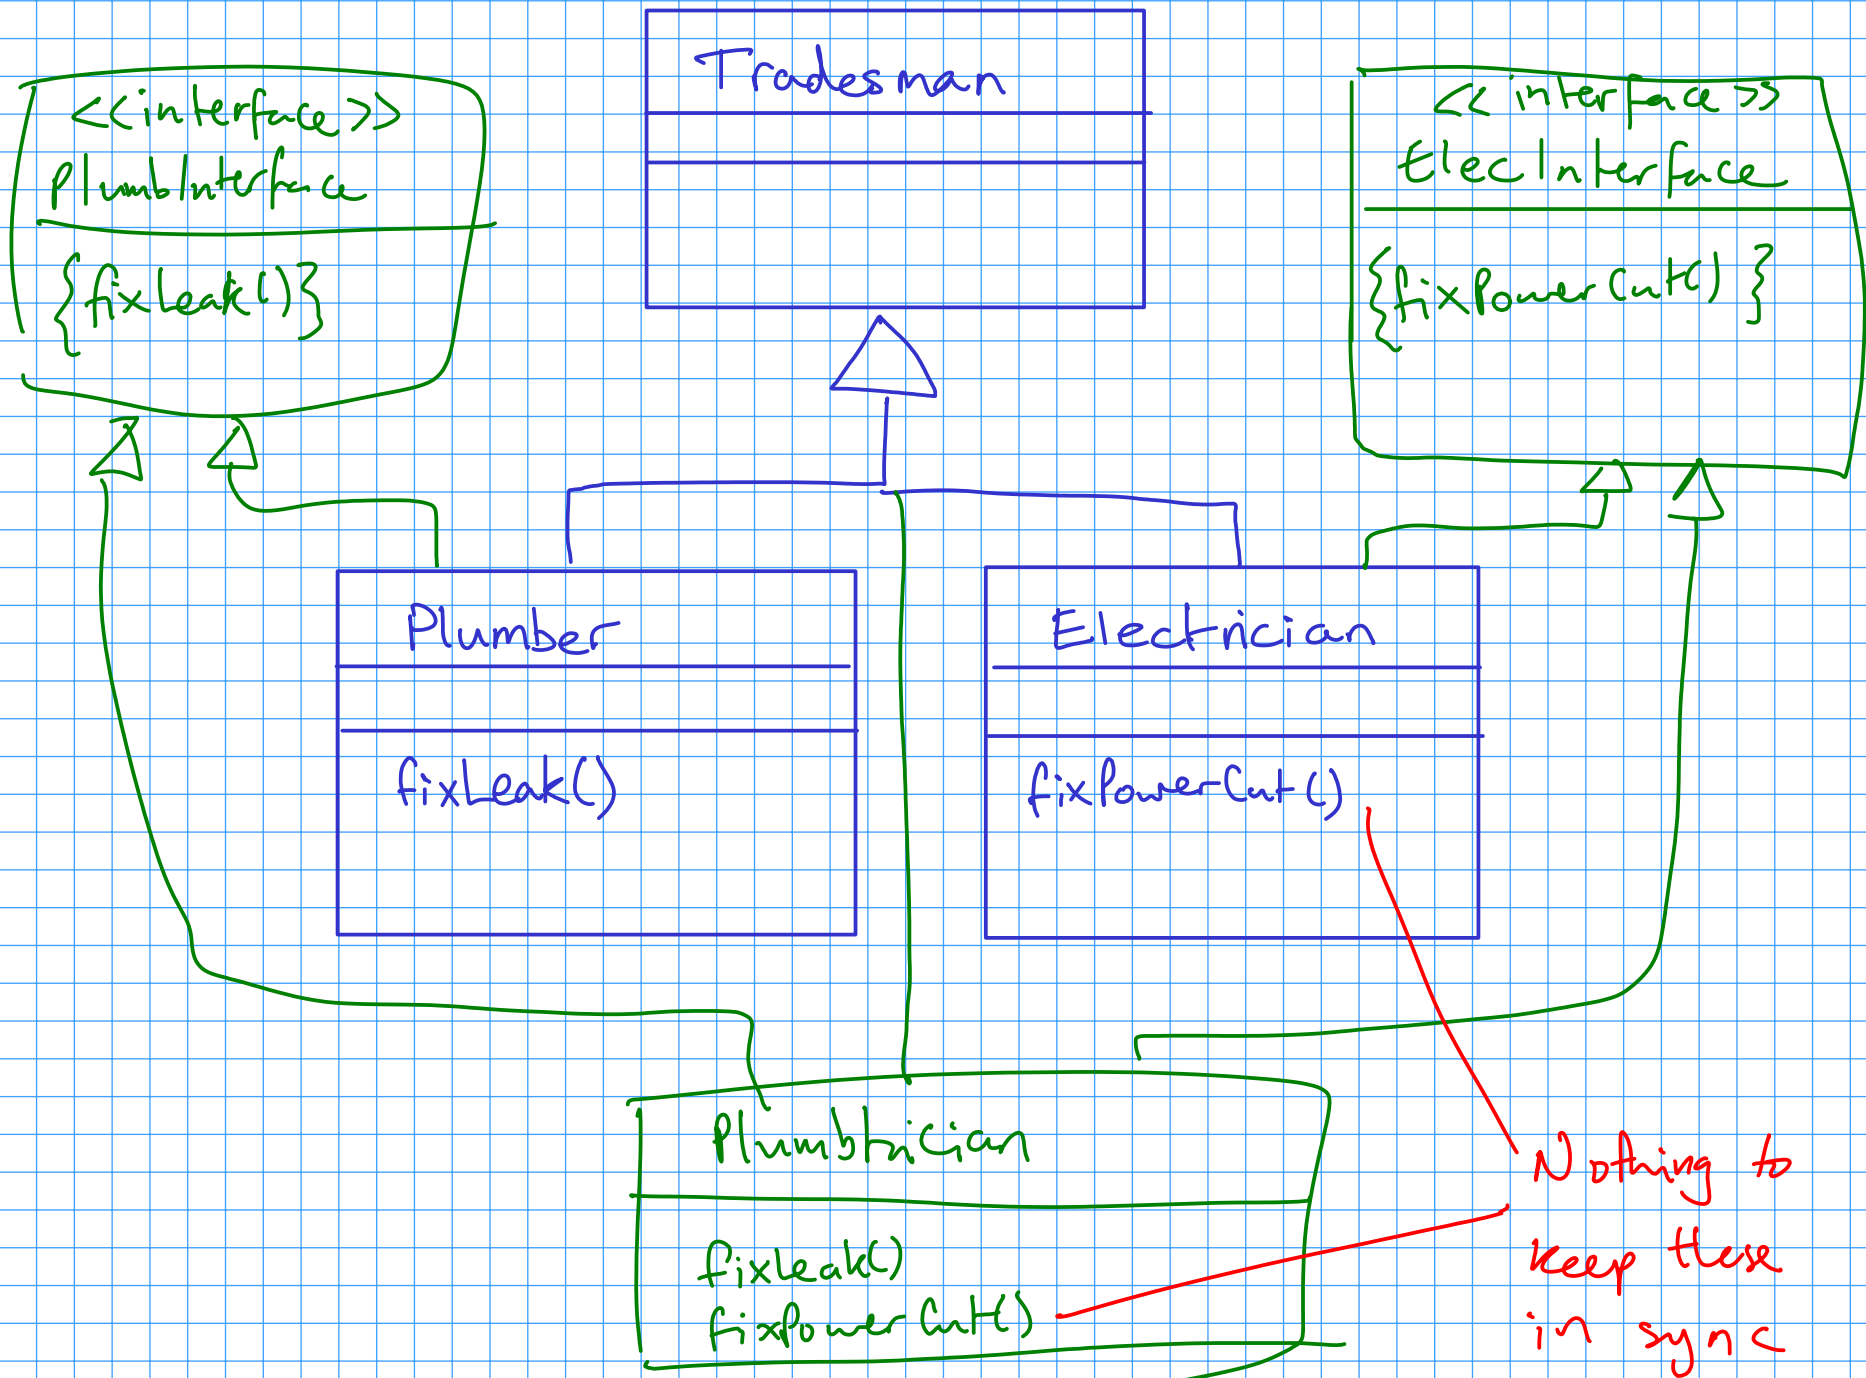 Tradesman
<<interface>>
PlumbInterface
{fixLeak()}
<<interface>>
ElecInterface
{fixPowerCut()}
Plumber
fixLeak()
Electrician
fixPowerCut()
Plumbtrician
fixLeak()
fixPowerCut()
Nothing to
keep these
in sync